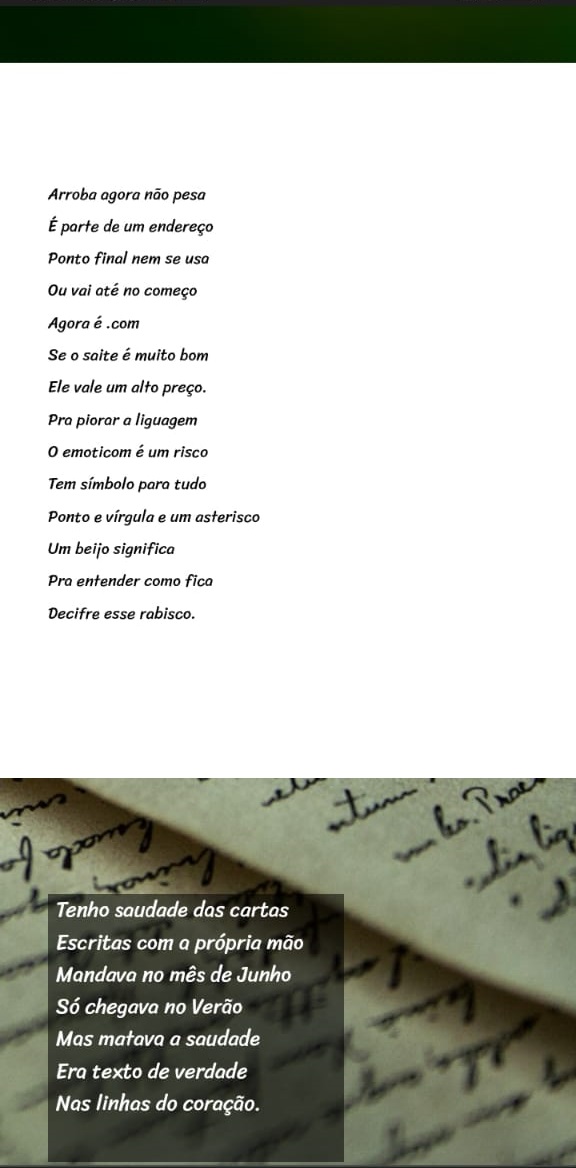 Arroba agora não pesa
É parte de um endereço
Ponto final nem se usa
Ou vai até no começo
Agora é .com
Se o saite é muito bom
Ele vale um alto preço.
Pra piorar a liguagem
O emoticom é um risco
Tem símbolo para tudo
Ponto e vírgula e um asterisco
Um beijo significa
Pra entender como fica
Decifre esse rabisco.
Tenho saudade das cartas
Escritas com a própria mão
Mandava no mês de Junho
Só chegava no Verão
Mas matava a saudade
Era texto de verdade
Nas linhas do coração.